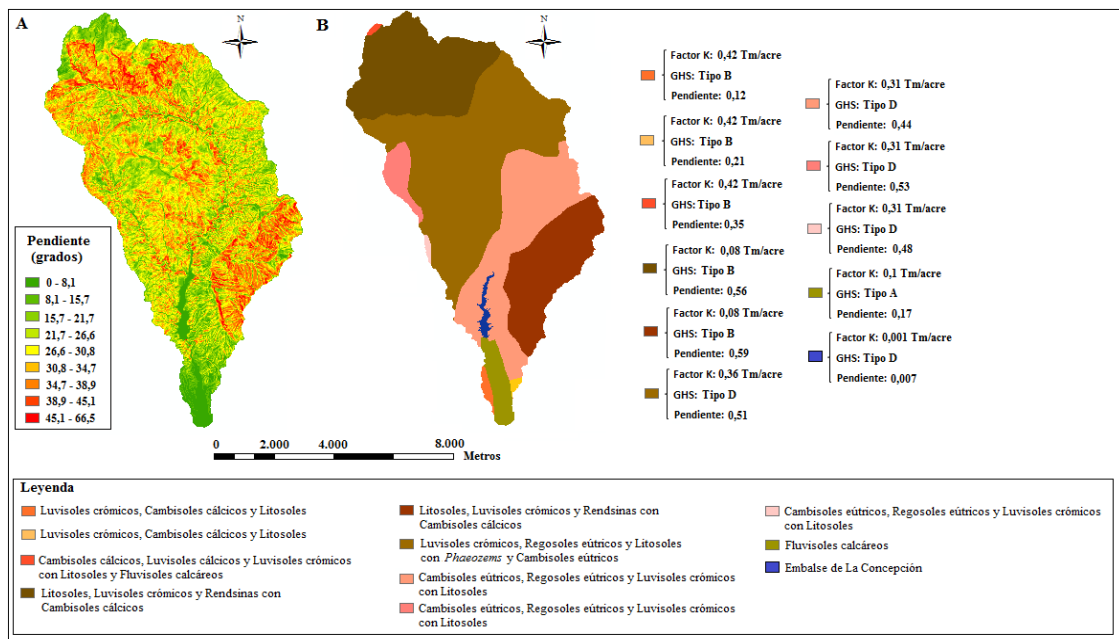 A
N
B
N
Pendiente
(grados)
0 - 8,1
8,1 - 15,7
15,7 - 21,7
21,7 - 26,6
26,6 - 30,8
30,8 - 34,7
34,7 - 38,9
38,9 - 45,1
45,1 - 66,5
Factor K: 0,42 Tm/acre
GHS: Tipo B
Pendiente: 0,12
Factor K: 0,42 Tm/acre
GHS: Tipo B
Pendiente: 0,21
Factor K: 0,42 Tm/acre
GHS: Tipo B
Pendiente: 0,35
Factor K: 0,08 Tm/acre
GHS: Tipo B
Pendiente: 0,56
Factor K: 0,08 Tm/acre
GHS: Tipo B
Pendiente: 0,59
Factor K: 0,36 Tm/acre
GHS: Tipo D
Pendiente: 0,51
Factor K: 0,31 Tm/acre
GHS: Tipo D
Pendiente: 0,44
Factor K: 0,31 Tm/acre
GHS: Tipo D
Pendiente: 0,53
Factor K: 0,31 Tm/acre
GHS: Tipo D
Pendiente: 0,48
Factor K: 0,1 Tm/acre
GHS: Tipo A
Pendiente: 0,17
Factor K: 0,001 Tm/acre
GHS: Tipo D
Pendiente: 0,007
0 2.000 4.000 8.000
Metros
Leyenda
Luvisoles crómicos, Cambisoles cálcicos y Litosoles
Luvisoles crómicos, Cambisoles cálcicos y Litosoles
Cambisoles cálcicos, Luvisoles cálcicos y Luvisoles crómicos
con Litosoles y Fluvisoles calcáreos
Litosoles, Luvisoles crómicos y Rendsinas con
Cambisoles cálcicos
Litosoles, Luvisoles crómicos y Rendsinas con
Cambisoles cálcicos
Luvisoles crómicos, Regosoles eútricos y Litosoles
con Phaeozems y Cambisoles eútricos
Cambisoles eútricos, Regosoles eútricos y Luvisoles crómicos
con Litosoles
Cambisoles eútricos, Regosoles eútricos y Luvisoles crómicos
con Litosoles
Cambisoles eútricos, Regosoles eútricos y Luvisoles crómicos
con Litosoles
Fluvisoles calcáreos
Embalse de La Concepción